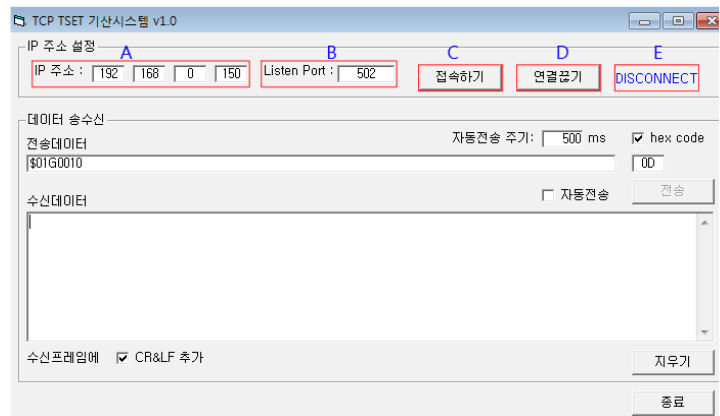 TCP TSET 기산시스템 v1.0
IP 주소 설정
A B C D E
IP 주소 : 192 168 0 150 Listen Port : 502 접속하기 연결끊기 DISCONNECT
데이터 송수신
전송데이터 자동전송 주기: 500 ms hex code
$01G0010 0D
수신데이터 자동전송 전송
수신프레임에 CR&LF 추가 지우기
종료